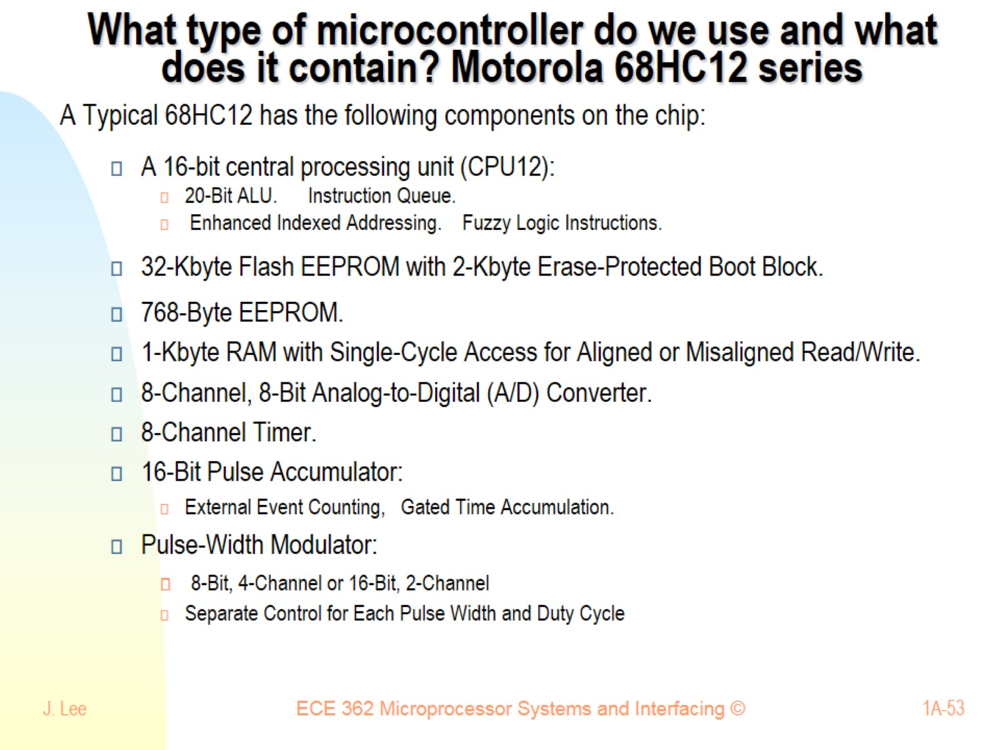 What type of microcontroller do we use and what
does it contain? Motorola 68HC12 series
A Typical 68HC12 has the following components on the chip:
A 16-bit central processing unit (CPU12):
20-Bit ALU. Instruction Queue.
Enhanced Indexed Addressing. Fuzzy Logic Instructions.
32-Kbyte Flash EEPROM with 2-Kbyte Erase-Protected Boot Block.
768-Byte EEPROM.
1-Kbyte RAM with Single-Cycle Access for Aligned or Misaligned Read/Write.
8-Channel, 8-Bit Analog-to-Digital (A/D) Converter.
8-Channel Timer.
16-Bit Pulse Accumulator:
External Event Counting, Gated Time Accumulation.
Pulse-Width Modulator:
8-Bit, 4-Channel or 16-Bit, 2-Channel
Separate Control for Each Pulse Width and Duty Cycle
J. Lee ECE 362 Microprocessor Systems and Interfacing © 1A-53